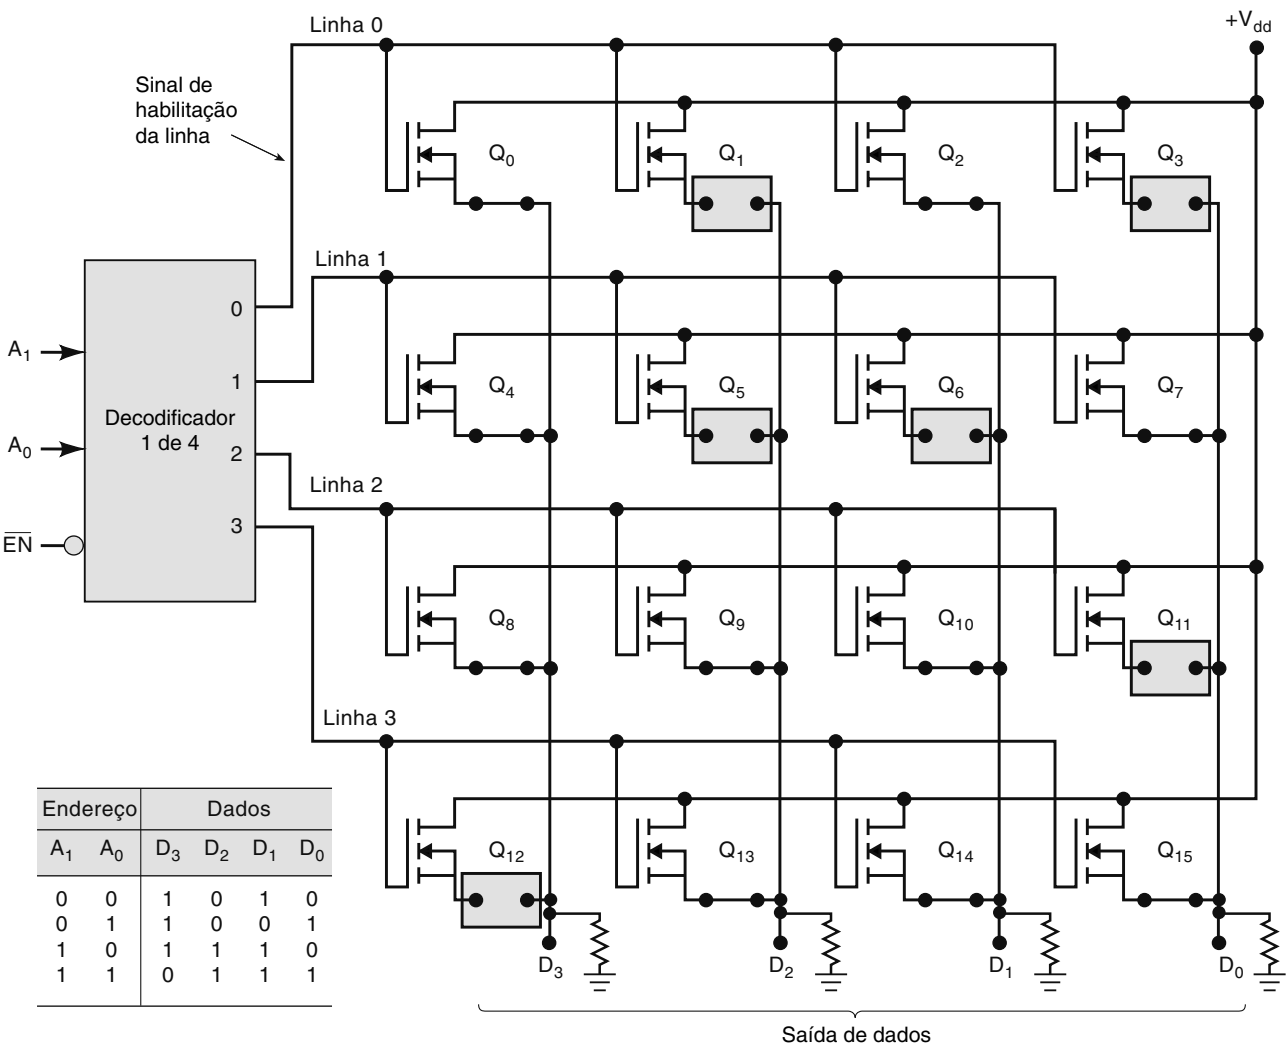 Linha 0
+Vdd
Sinal de
habilitação
da linha
Q0
Q1
Q2
Q3
Linha 1
0
A1
1
Q4
Q5
Q6
Q7
Decodificador
1 de 4
A0
2
Linha 2
3
EN
Q8
Q9
Q10
Q11
Linha 3
Endereço Dados
A1 A0 D3 D2 D1 D0
0 0 1 0 1 0
0 1 1 0 0 1
1 0 1 1 1 0
1 1 0 1 1 1
Q12
Q13
Q14
Q15
D3
D2
D1
D0
Saída de dados